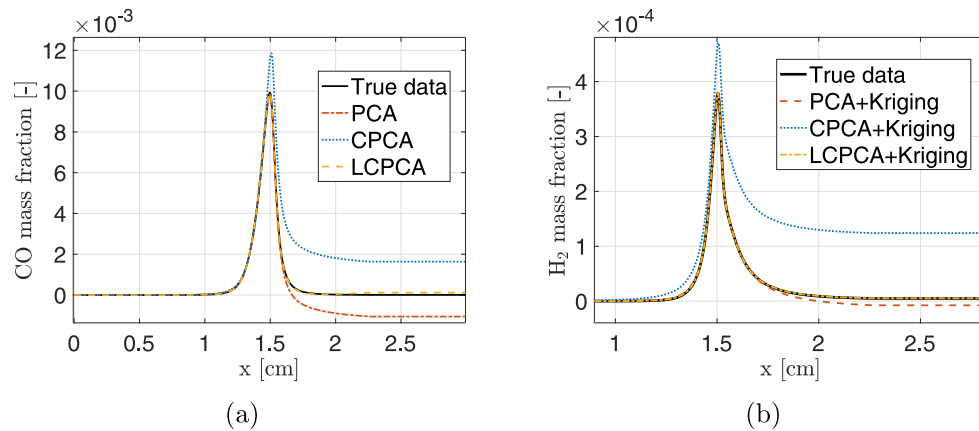 ×10⁻³
CO mass fraction [-]
12
10
8
6
4
2
0
0
0.5
1
1.5
2
2.5
x [cm]
True data
PCA
CPCA
LCPCA
(a)
×10⁻⁴
H₂ mass fraction [-]
4
3
2
1
0
1
1.5
2
2.5
x [cm]
True data
PCA+Kriging
CPCA+Kriging
LCPCA+Kriging
(b)